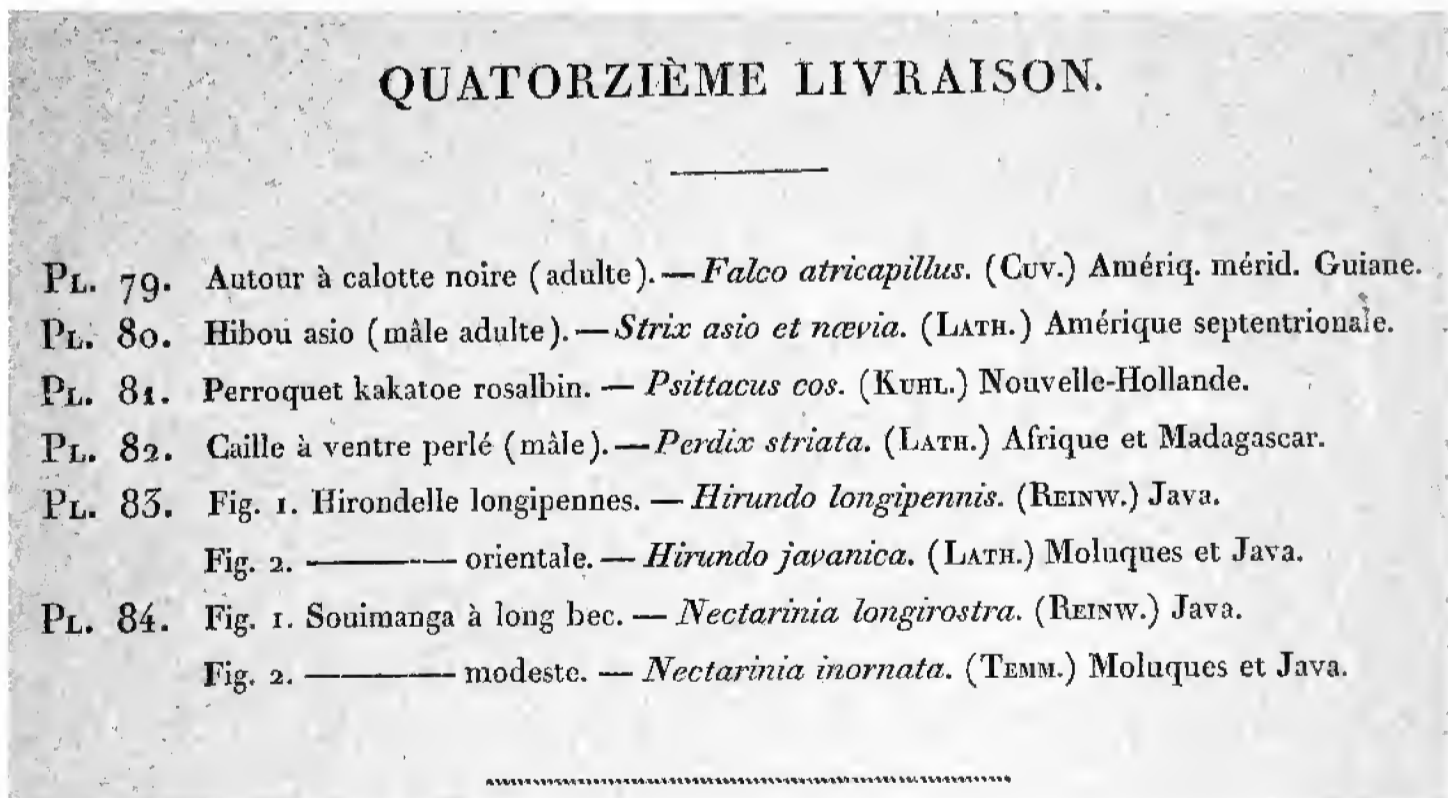 QUATORZIÈME LIVRAISON.
PL. 79. Autour à calotte noire (adulte). — Falco atricapillus. (CUV.) Amériq. mérid. Guiane.
PL. 80. Hibou asio (mâle adulte). — Strix asio et nævia. (LATH.) Amérique septentrionale.
PL. 81. Perroquet kakatoe rosalbin. — Psittacus cos. (KUHL.) Nouvelle-Hollande.
PL. 82. Caille à ventre perlé (mâle). — Perdix striata. (LATH.) Afrique et Madagascar.
PL. 83. Fig. 1. Hirondelle longipennes. — Hirundo longipennis. (REINW.) Java.
Fig. 2. ——— orientale. — Hirundo javanica. (LATH.) Moluques et Java.
PL. 84. Fig. 1. Souimanga à long bec. — Nectarinia longirostra. (REINW.) Java.
Fig. 2. ——— modeste. — Nectarinia inornata. (TEMM.) Moluques et Java.